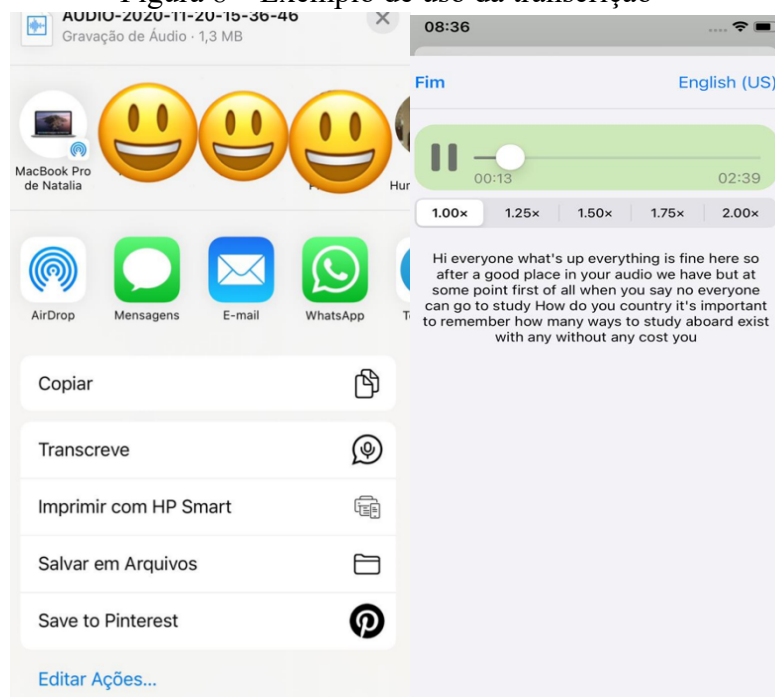 Figura 8 - Exemplo de uso da transcrição
AUDIO-2020-11-20-15-36-46
Gravação de Áudio · 1,3 MB
MacBook Pro
de Natalia
Hur
AirDrop
Mensagens
E-mail
WhatsApp
Copiar
Transcreve
Imprimir com HP Smart
Salvar em Arquivos
Save to Pinterest
Editar Ações...
08:36
Fim
English (US)
00:13
02:39
1.00×
1.25×
1.50×
1.75×
2.00×
Hi everyone what's up everything is fine here so
after a good place in your audio we have but at
some point first of all when you say no everyone
can go to study How do you country it's important
to remember how many ways to study aboard exist
with any without any cost you